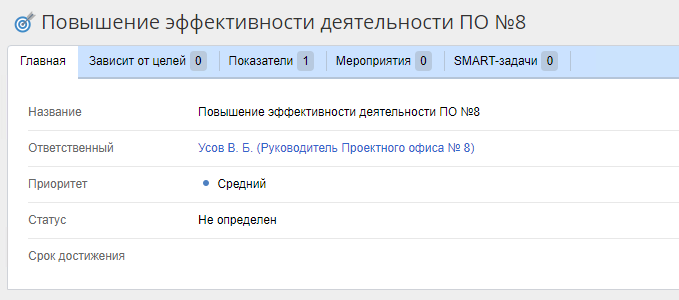 Повышение эффективности деятельности ПО №8
Главная Зависит от целей 0 Показатели 1 Мероприятия 0 SMART-задачи 0
Название Повышение эффективности деятельности ПО №8
Ответственный Усов В. Б. (Руководитель Проектного офиса № 8)
Приоритет Средний
Статус Не определен
Срок достижения